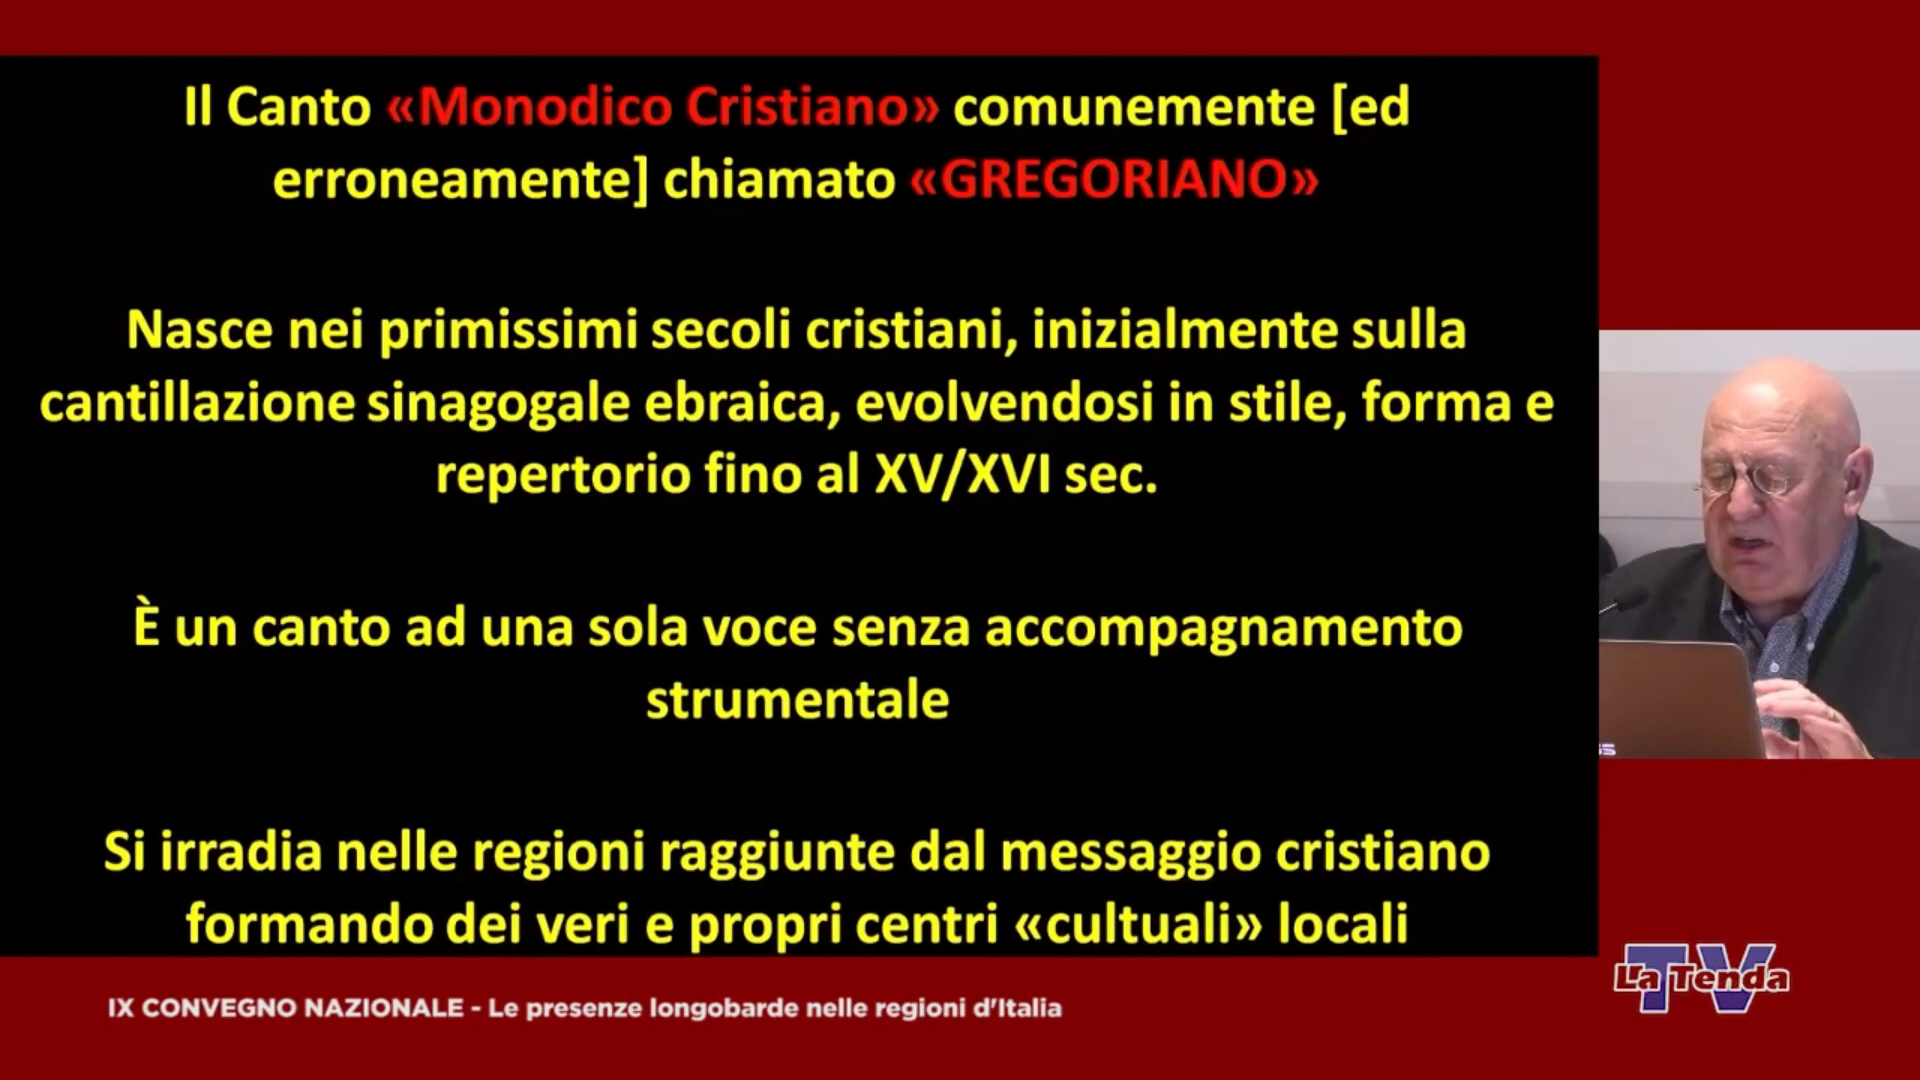 Il Canto «Monodico Cristiano» comunemente [ed
erroneamente] chiamato «GREGORIANO»
Nasce nei primissimi secoli cristiani, inizialmente sulla
cantillazione sinagogale ebraica, evolvendosi in stile, forma e
repertorio fino al XV/XVI sec.
È un canto ad una sola voce senza accompagnamento
strumentale
Si irradia nelle regioni raggiunte dal messaggio cristiano
formando dei veri e propri centri «cultuali» locali
IX CONVEGNO NAZIONALE - Le presenze longobarde nelle regioni d'Italia
La Tenda
TV